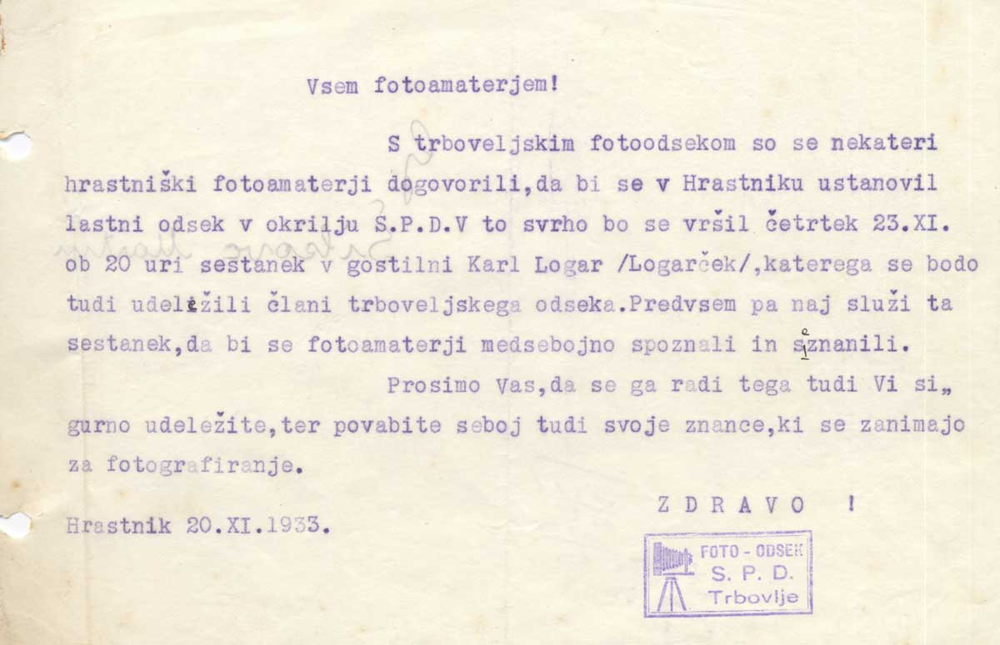 Vsem fotoamaterjem!
S trboveljskim fotoodsekom so se nekateri
hrastniški fotoamaterji dogovorili,da bi se v Hrastniku ustanovil
lastni odsek v okrilju S.P.D.V to svrho bo se vršil četrtek 23.XI.
ob 20 uri sestanek v gostilni Karl Logar /Logarček/,katerega se bodo
tudi udeležili člani trboveljskega odseka.Predvsem pa naj služi ta
sestanek,da bi se fotoamaterji medsebojno spoznali in seznanili.
Prosimo Vas,da se ga radi tega tudi Vi si„
gurno udeležite,ter povabite seboj tudi svoje znance,ki se zanimajo
za fotografiranje.
Z D R A V O !
Hrastnik 20.XI.1933.
FOTO - ODSEK
S. P. D.
Trbovlje